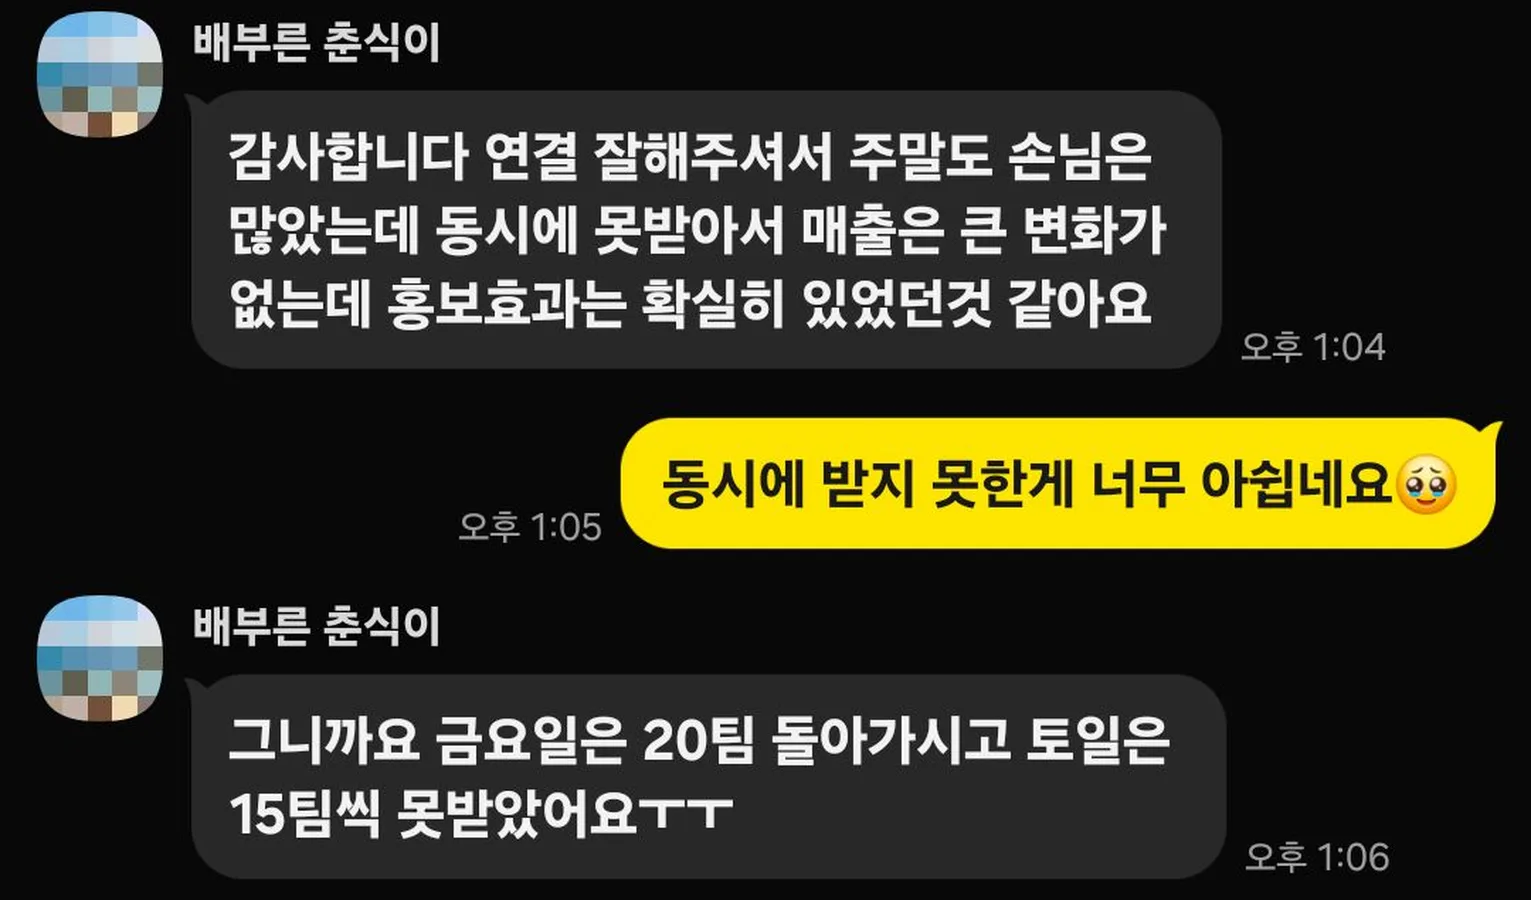 배부른 춘식이
감사합니다 연결 잘해주셔서 주말도 손님은
많았는데 동시에 못받아서 매출은 큰 변화가
없는데 홍보효과는 확실히 있었던것 같아요
오후 1:04
동시에 받지 못한게 너무 아쉽네요🥹
오후 1:05
배부른 춘식이
그니까요 금요일은 20팀 돌아가시고 토일은
15팀씩 못받았어요ㅜㅜ
오후 1:06